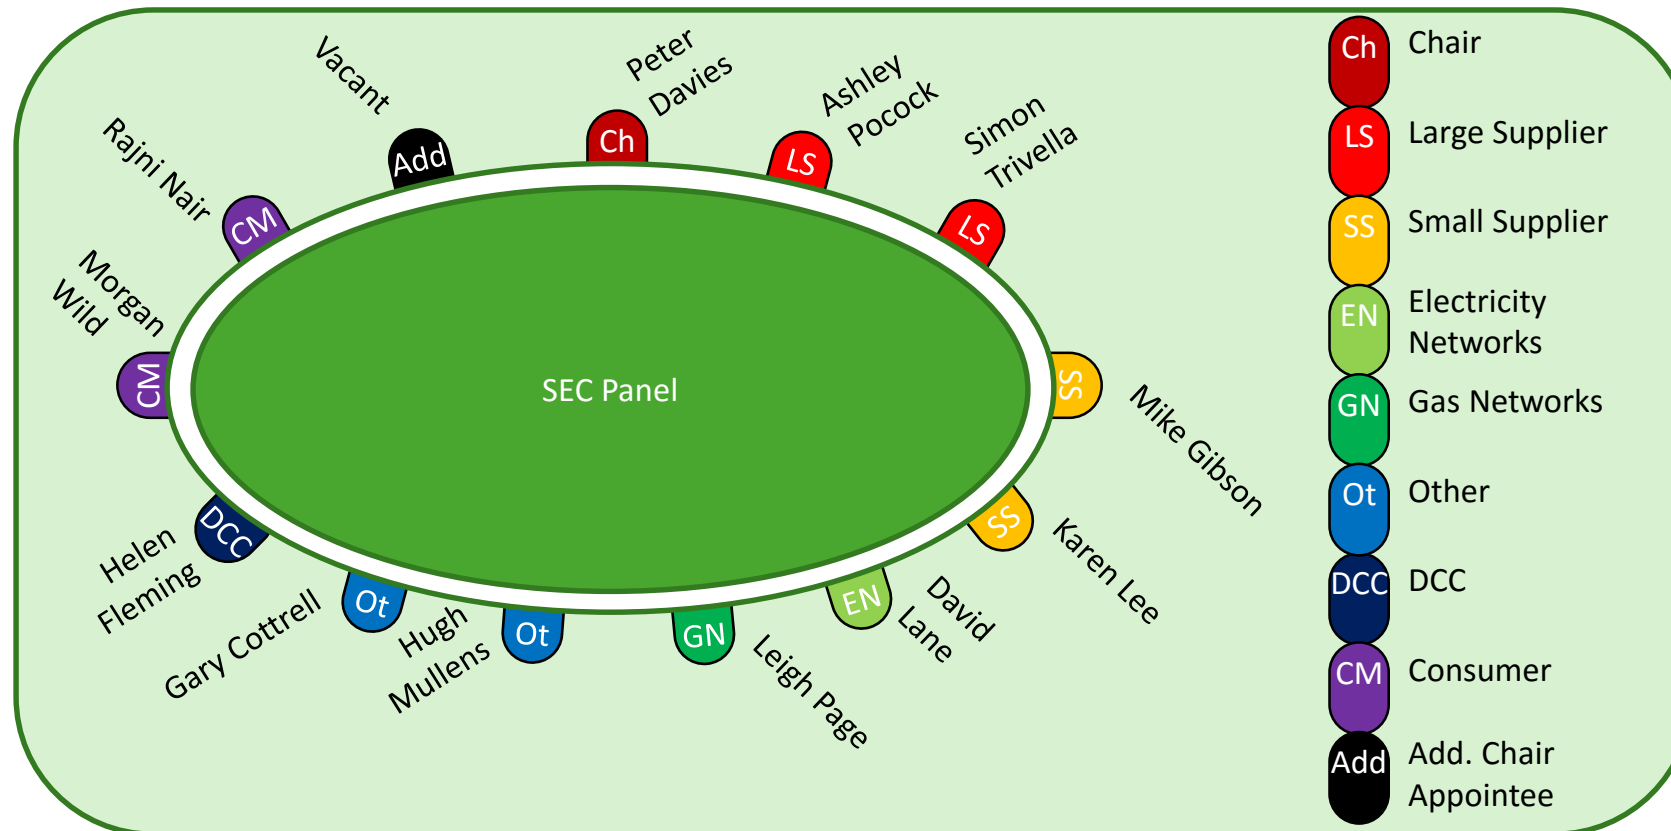 Vacant
Add
Peter
Davies
Ch
Ashley
Pocock
LS
Simon
Trivella
LS
Rajni Nair
CM
Morgan
Wild
CM
SEC Panel
SS
Mike Gibson
SS
Karen Lee
EN
David
Lane
GN
Leigh Page
Ot
Hugh
Mullens
Ot
Gary Cottrell
DCC
Helen
Fleming
Ch
Chair
LS
Large Supplier
SS
Small Supplier
EN
Electricity
Networks
GN
Gas Networks
Ot
Other
DCC
DCC
CM
Consumer
Add
Add. Chair
Appointee